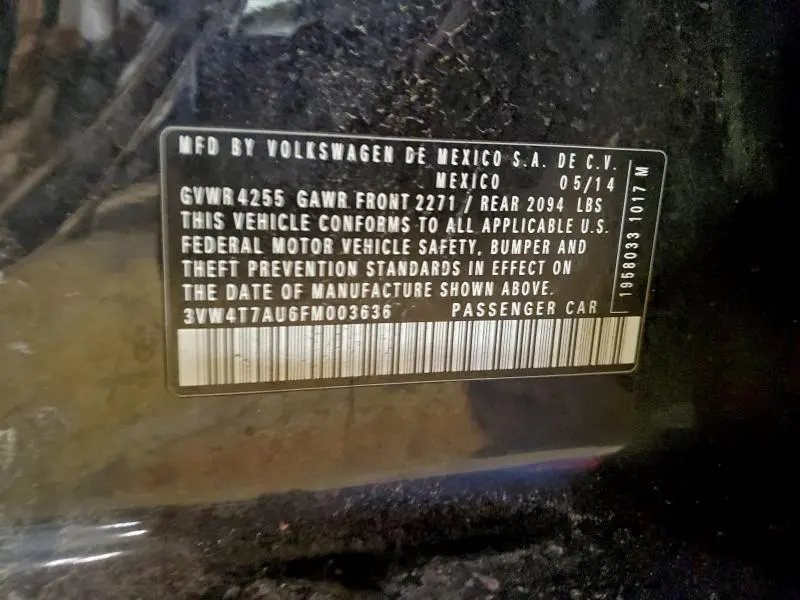 MFD BY VOLKSWAGEN DE MEXICO S.A. DE C.V.
MEXICO 05/14
GVWR 4255 GAWR FRONT 2271 / REAR 2094 LBS
THIS VEHICLE CONFORMS TO ALL APPLICABLE U.S.
FEDERAL MOTOR VEHICLE SAFETY, BUMPER AND
THEFT PREVENTION STANDARDS IN EFFECT ON
THE DATE OF MANUFACTURE SHOWN ABOVE.
3VW4T7AU6FM003636 PASSENGER CAR
1958033 1017 M